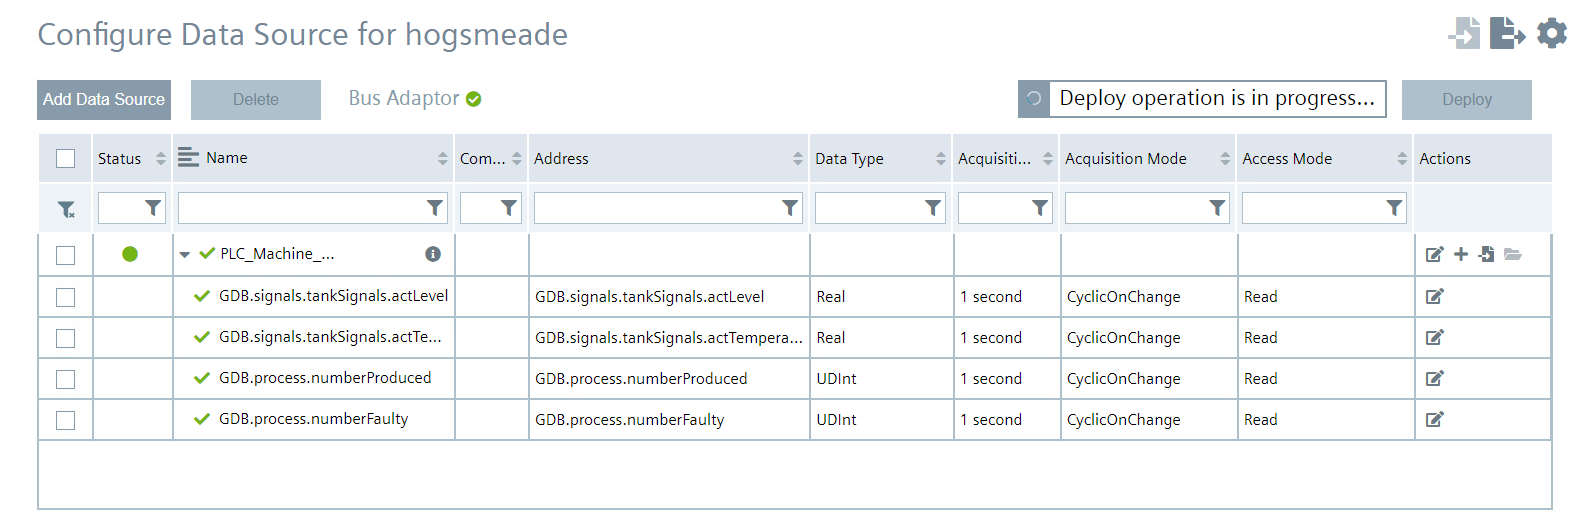 Configure Data Source for hogsmeade
Add Data Source Delete Bus Adaptor Deploy operation is in progress... Deploy
Status Name Com... Address Data Type Acquisiti... Acquisition Mode Access Mode Actions
PLC_Machine_...
GDB.signals.tankSignals.actLevel GDB.signals.tankSignals.actLevel Real 1 second CyclicOnChange Read
GDB.signals.tankSignals.actTe... GDB.signals.tankSignals.actTempera... Real 1 second CyclicOnChange Read
GDB.process.numberProduced GDB.process.numberProduced UDInt 1 second CyclicOnChange Read
GDB.process.numberFaulty GDB.process.numberFaulty UDInt 1 second CyclicOnChange Read